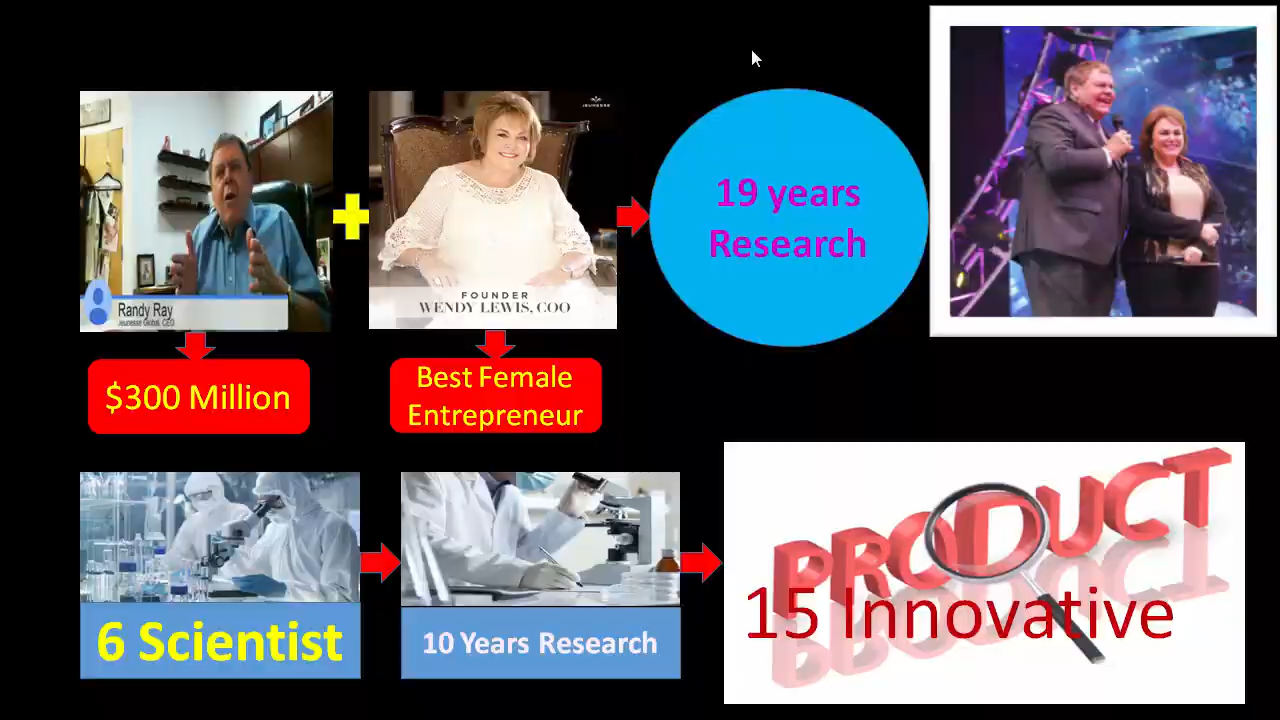 JEUNESSE
Randy Ray
Jeunesse Global, CEO
FOUNDER
WENDY LEWIS, COO
19 years
Research
$300 Million
Best Female
Entrepreneur
6 Scientist
10 Years Research
PRODUCT
15 Innovative